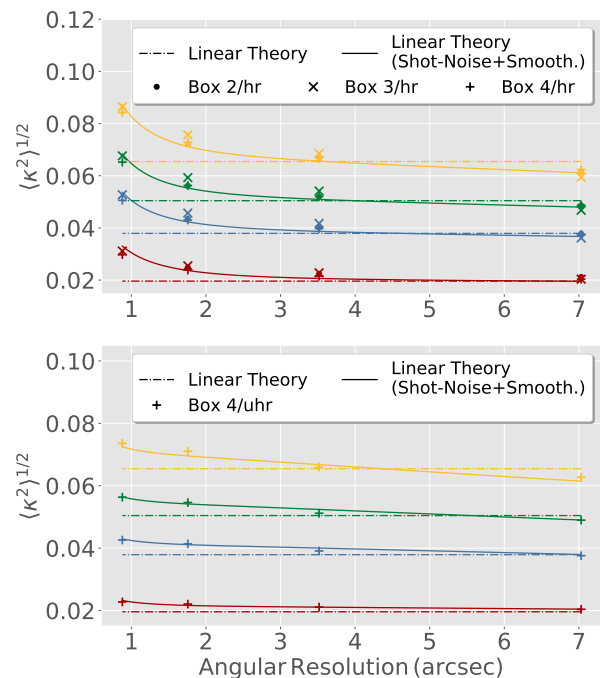 0.12
0.10
0.08
0.06
0.04
0.02
⟨κ²⟩¹/²
Linear Theory
Linear Theory
(Shot-Noise+Smooth.)
Box 2/hr
Box 3/hr
Box 4/hr
1 2 3 4 5 6 7
0.10
0.08
0.06
0.04
0.02
⟨κ²⟩¹/²
Linear Theory
Linear Theory
(Shot-Noise+Smooth.)
Box 4/uhr
1 2 3 4 5 6 7
Angular Resolution (arcsec)